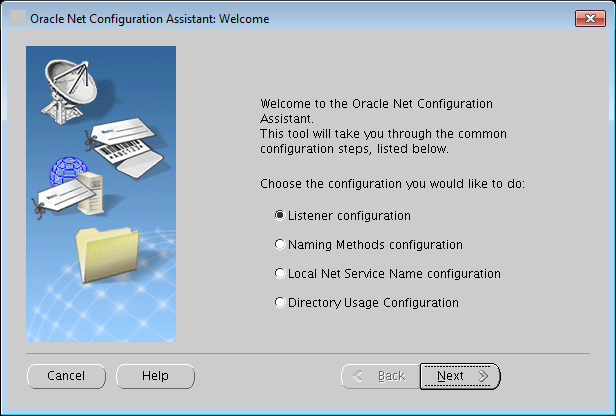 Oracle Net Configuration Assistant: Welcome
Welcome to the Oracle Net Configuration
Assistant.
This tool will take you through the common
configuration steps, listed below.
Choose the configuration you would like to do:
Listener configuration
Naming Methods configuration
Local Net Service Name configuration
Directory Usage Configuration
Cancel
Help
Back
Next